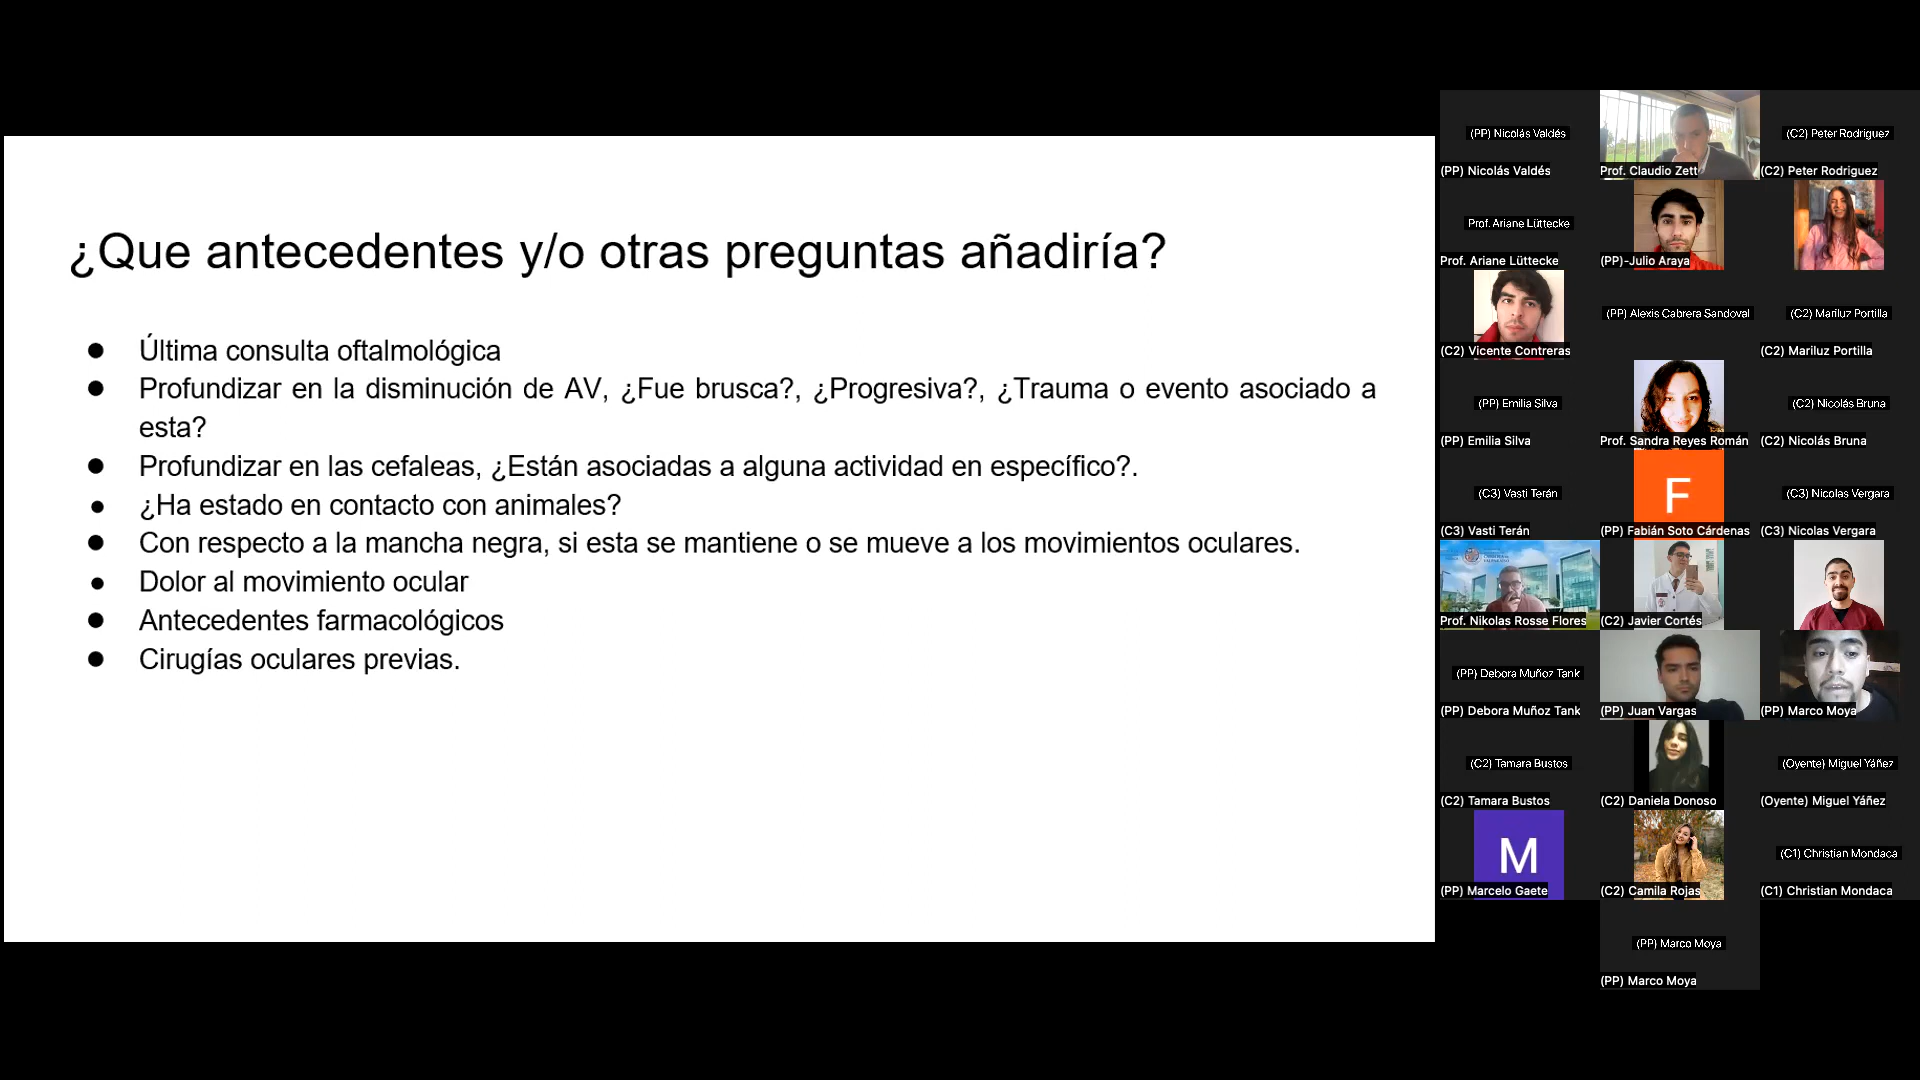 ¿Que antecedentes y/o otras preguntas añadiría?
● Última consulta oftalmológica
● Profundizar en la disminución de AV, ¿Fue brusca?, ¿Progresiva?, ¿Trauma o evento asociado a
esta?
● Profundizar en las cefaleas, ¿Están asociadas a alguna actividad en específico?.
● ¿Ha estado en contacto con animales?
● Con respecto a la mancha negra, si esta se mantiene o se mueve a los movimientos oculares.
● Dolor al movimiento ocular
● Antecedentes farmacológicos
● Cirugías oculares previas.
(PP) Nicolás Valdés
(PP) Nicolás Valdés
Prof. Claudio Zett
(C2) Peter Rodriguez
(C2) Peter Rodriguez
Prof. Ariane Lüttecke
Prof. Ariane Lüttecke
(PP)-Julio Araya
(C2) Vicente Contreras
(PP) Alexis Cabrera Sandoval
(C2) Mariluz Portilla
(C2) Mariluz Portilla
(PP) Emilia Silva
(PP) Emilia Silva
Prof. Sandra Reyes Román
(C2) Nicolás Bruna
(C2) Nicolás Bruna
(C3) Vasti Terán
(C3) Vasti Terán
F
(PP) Fabián Soto Cárdenas
(C3) Nicolas Vergara
(C3) Nicolas Vergara
Prof. Nikolas Rosse Flores
(C2) Javier Cortés
(PP) Debora Muñoz Tank
(PP) Debora Muñoz Tank
(PP) Juan Vargas
(PP) Marco Moya
(C2) Tamara Bustos
(C2) Tamara Bustos
(C2) Daniela Donoso
(Oyente) Miguel Yáñez
(Oyente) Miguel Yáñez
M
(PP) Marcelo Gaete
(C2) Camila Rojas
(C1) Christian Mondaca
(C1) Christian Mondaca
(PP) Marco Moya
(PP) Marco Moya